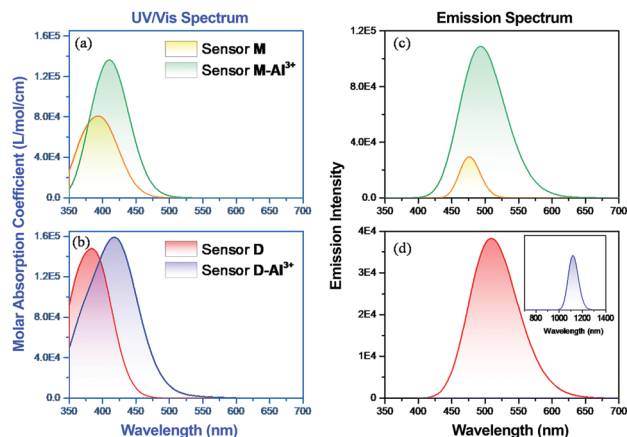 UV/Vis Spectrum
Emission Spectrum
Molar Absorption Coefficient (L/mol/cm)
1.6E5
1.2E5
8.0E4
4.0E4
0.0
(a)
Sensor M
Sensor M-Al³⁺
350 400 450 500 550 600 650 700
1.2E4
8.0E3
4.0E3
0.0
(c)
350 400 450 500 550 600 650 700
1.6E5
1.2E5
8.0E4
4.0E4
0.0
(b)
Sensor D
Sensor D-Al³⁺
350 400 450 500 550 600 650 700
Wavelength (nm)
Emission Intensity
4E4
3E4
2E4
1E4
0
(d)
800 1000 1200 1400
Wavelength (nm)
350 400 450 500 550 600 650 700
Wavelength (nm)